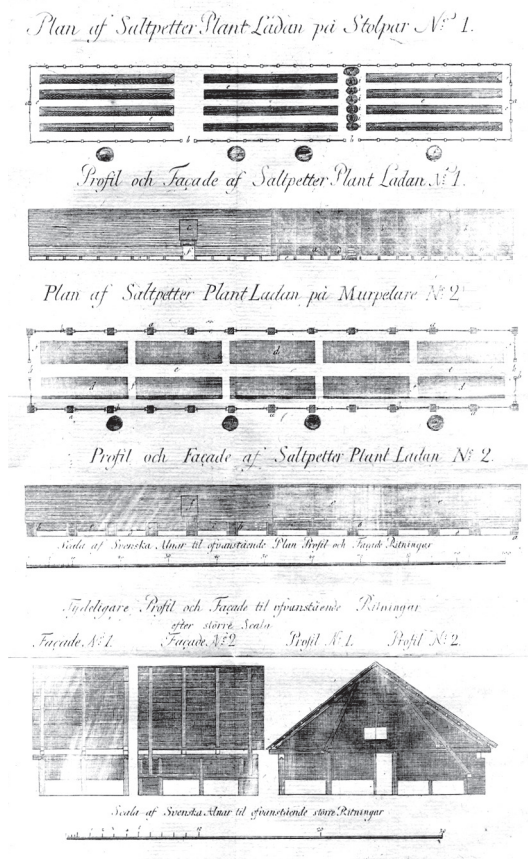 Plan af Saltpetter Plant Ladan på Stolpar Nº 1.
Profil och Façade af Saltpetter Plant Ladan Nº 1.
Plan af Saltpetter Plant Ladan på Murpelare Nº 2
Profil och Façade af Saltpetter Plant Ladan Nº 2.
Scala af Svenska Alnar til ofvanstående Plan Profil och Façade Ritningar
Tydeligare Profil och Façade til ofvanstående Ritningar
efter större Scala
Façade Nº 1. Façade Nº 2 Profil Nº 1. Profil Nº 2.
Scala af Svenska Alnar til ofvanstående större Ritningar